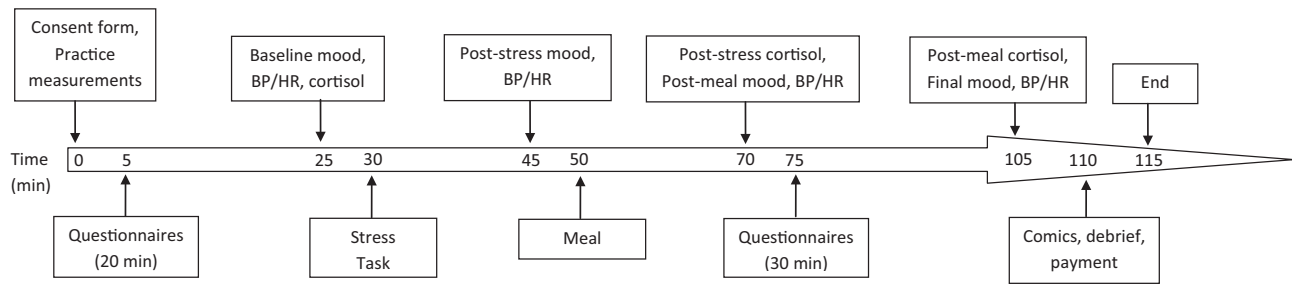 Consent form,
Practice
measurements
Baseline mood,
BP/HR, cortisol
Post-stress mood,
BP/HR
Post-stress cortisol,
Post-meal mood, BP/HR
Post-meal cortisol,
Final mood, BP/HR
End
Time
(min)
0 5 25 30 45 50 70 75 105 110 115
Questionnaires
(20 min)
Stress
Task
Meal
Questionnaires
(30 min)
Comics, debrief,
payment